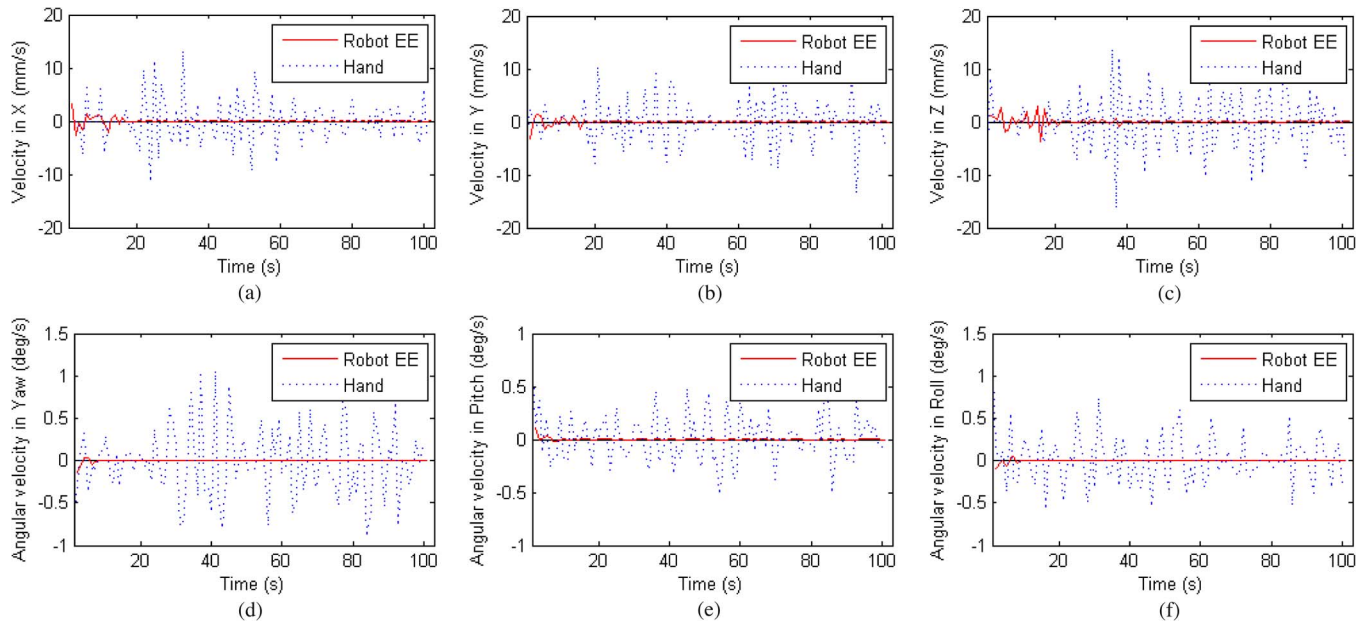 Velocity in X (mm/s)
20
10
0
-10
-20
20
40
60
80
100
Time (s)
Robot EE
Hand
(a)
Velocity in Y (mm/s)
20
10
0
-10
-20
20
40
60
80
100
Time (s)
Robot EE
Hand
(b)
Velocity in Z (mm/s)
20
10
0
-10
-20
20
40
60
80
100
Time (s)
Robot EE
Hand
(c)
Angular velocity in Yaw (deg/s)
1.5
1
0.5
0
-0.5
-1
20
40
60
80
100
Time (s)
Robot EE
Hand
(d)
Angular velocity in Pitch (deg/s)
1
0.5
0
-0.5
-1
20
40
60
80
100
Time (s)
Robot EE
Hand
(e)
Angular velocity in Roll (deg/s)
1.5
1
0.5
0
-0.5
-1
20
40
60
80
100
Time (s)
Robot EE
Hand
(f)